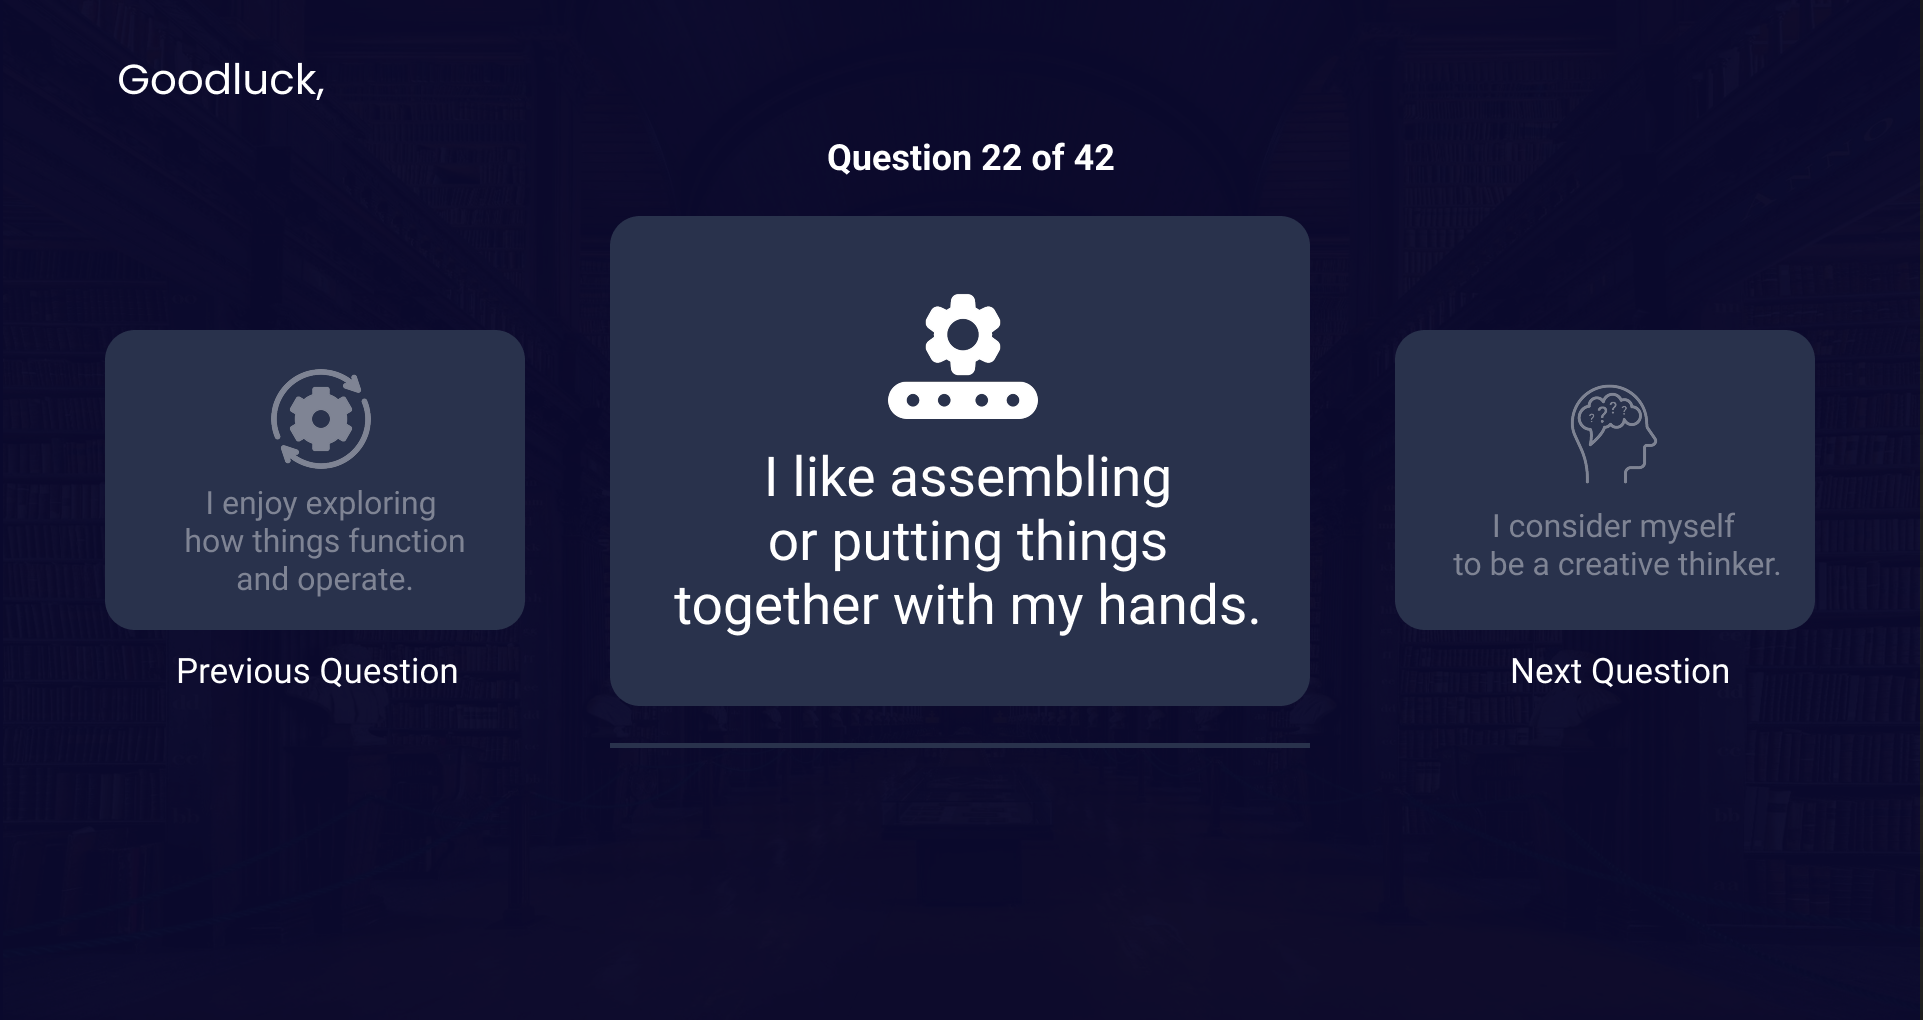 Goodluck,
Question 22 of 42
I enjoy exploring
how things function
and operate.
Previous Question
I like assembling
or putting things
together with my hands.
I consider myself
to be a creative thinker.
Next Question